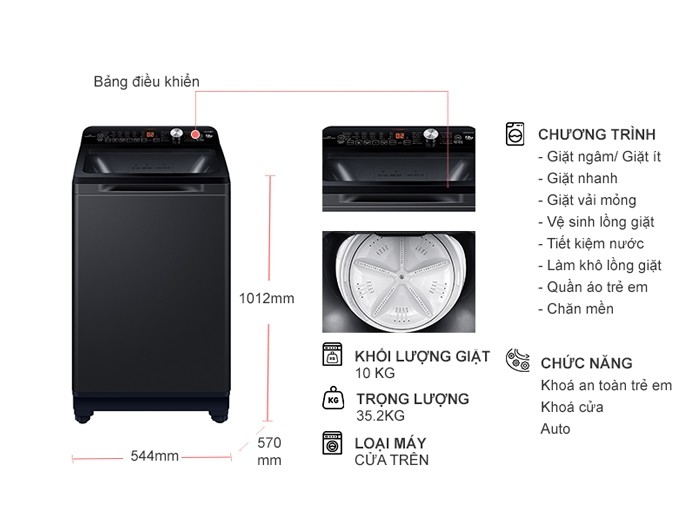 Bảng điều khiển
1012mm
544mm
570
mm
KHỐI LƯỢNG GIẶT
10 KG
KG
TRỌNG LƯỢNG
35.2KG
LOẠI MÁY
CỬA TRÊN
CHƯƠNG TRÌNH
- Giặt ngâm/ Giặt ít
- Giặt nhanh
- Giặt vải mỏng
- Vệ sinh lồng giặt
- Tiết kiệm nước
- Làm khô lồng giặt
- Quần áo trẻ em
- Chăn mền
CHỨC NĂNG
Khoá an toàn trẻ em
Khoá cửa
Auto